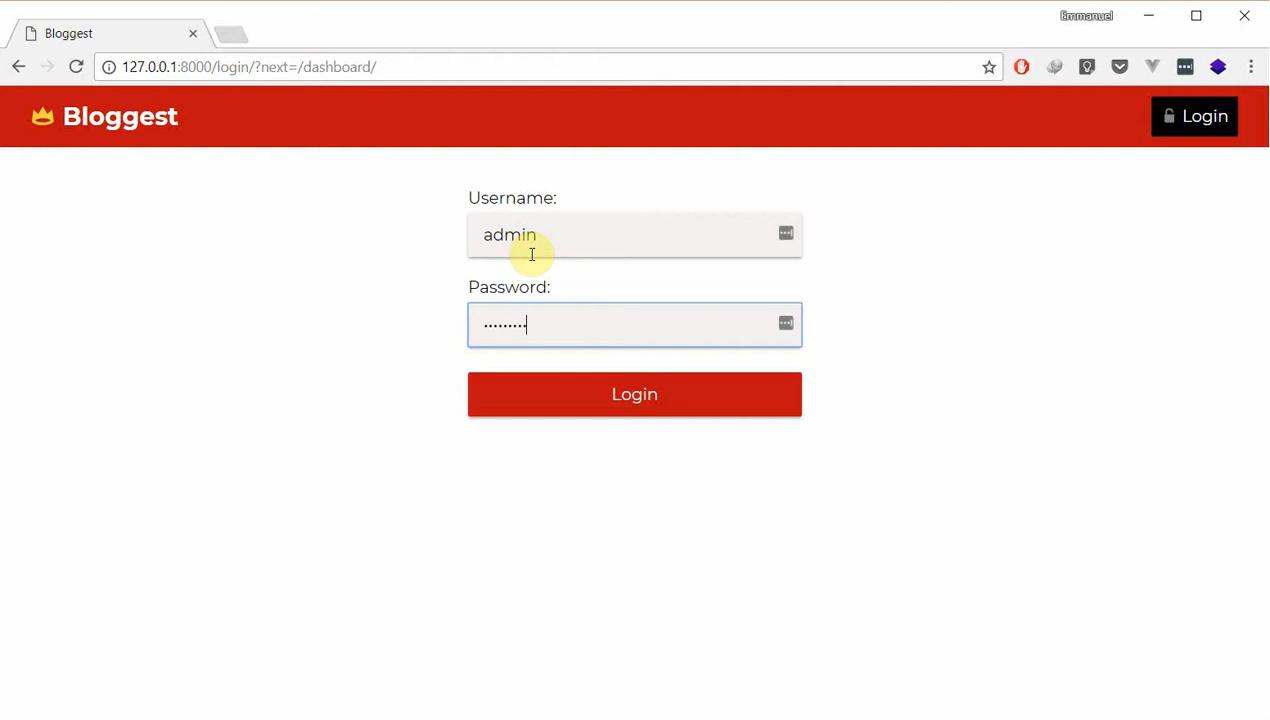 Emmanuel
Bloggest
127.0.0.1:8000/login/?next=/dashboard/
Bloggest
Login
Username:
admin
Password:
•••••••••
Login